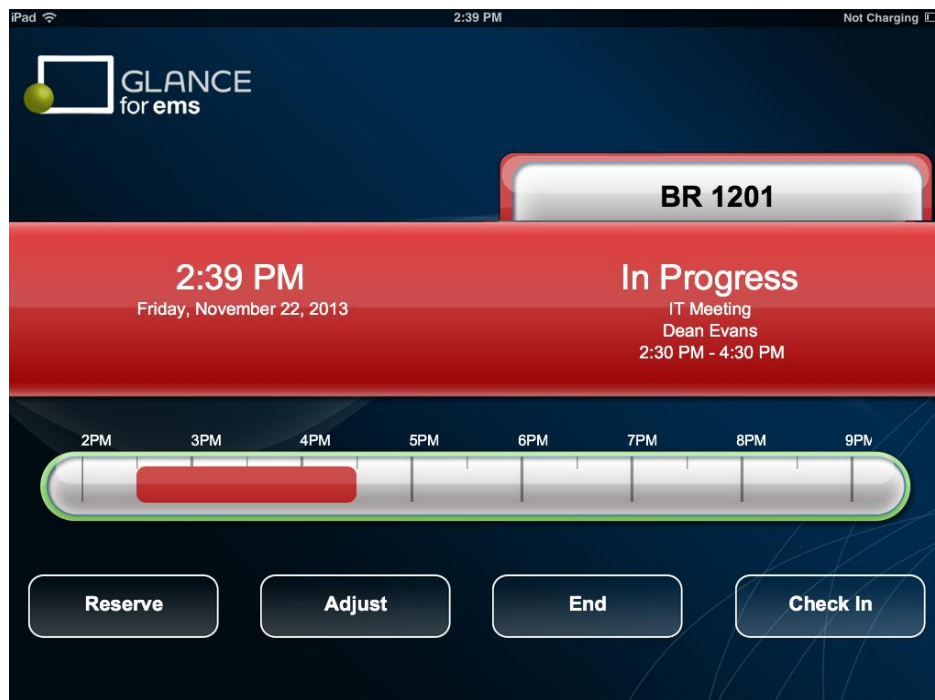 iPad 2:39 PM Not Charging
GLANCE
for ems
BR 1201
2:39 PM
Friday, November 22, 2013
In Progress
IT Meeting
Dean Evans
2:30 PM - 4:30 PM
2PM 3PM 4PM 5PM 6PM 7PM 8PM 9PM
Reserve Adjust End Check In